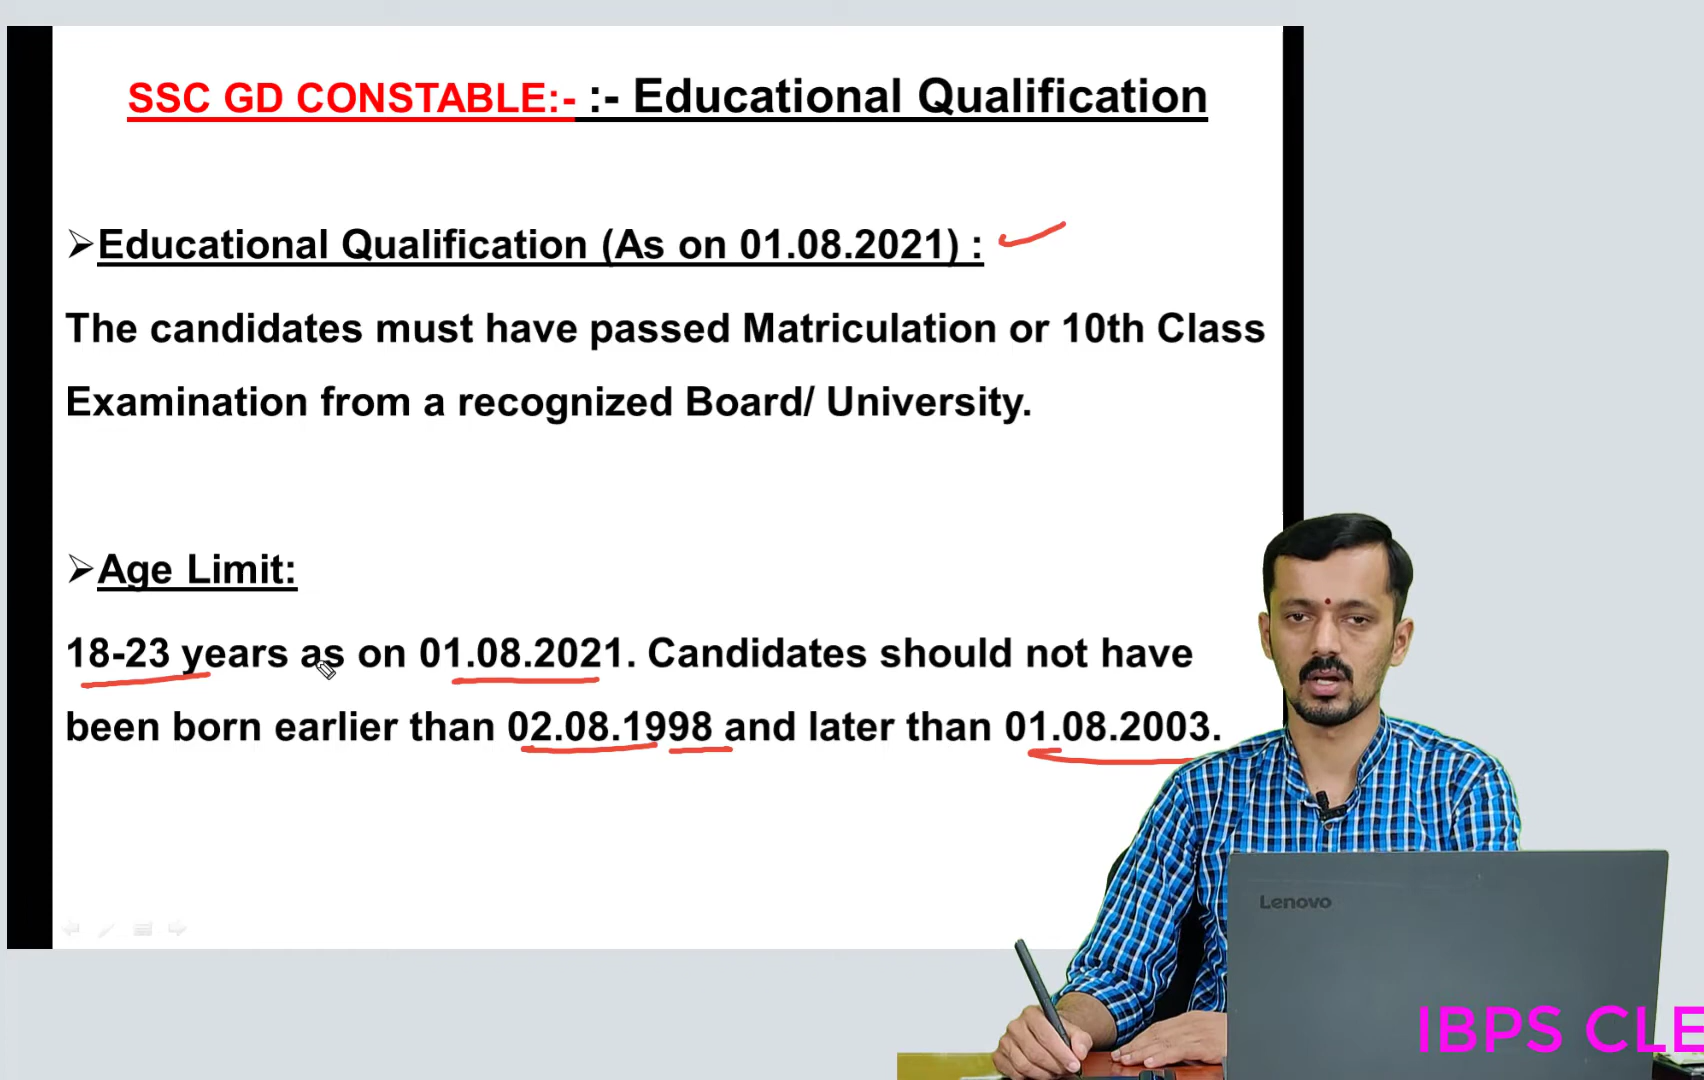 SSC GD CONSTABLE:- :- Educational Qualification
Educational Qualification (As on 01.08.2021) :
The candidates must have passed Matriculation or 10th Class
Examination from a recognized Board/ University.
Age Limit:
18-23 years as on 01.08.2021. Candidates should not have
been born earlier than 02.08.1998 and later than 01.08.2003.
Lenovo
IBPS CLE